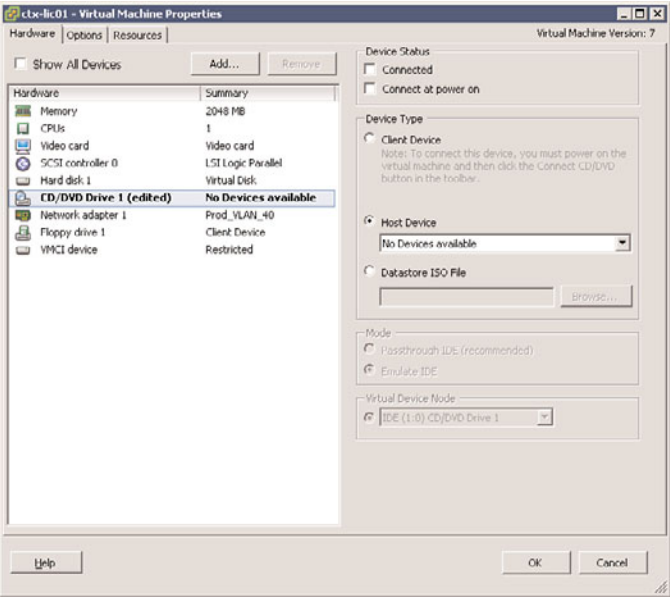 ctx-lic01 - Virtual Machine Properties
Hardware Options Resources Virtual Machine Version: 7
Show All Devices Add... Remove
Hardware Summary
Memory 2048 MB
CPUs 1
Video card Video card
SCSI controller 0 LSI Logic Parallel
Hard disk 1 Virtual Disk
CD/DVD Drive 1 (edited) No Devices available
Network adapter 1 Prod_VLAN_40
Floppy drive 1 Client Device
VMCI device Restricted
Device Status
Connected
Connect at power on
Device Type
Client Device
Note: To connect this device, you must power on the
virtual machine and then click the Connect CD/DVD
button in the toolbar.
Host Device
No Devices available
Datastore ISO File
Browse...
Mode
Passthrough IDE (recommended)
Emulate IDE
Virtual Device Node
IDE (1:0) CD/DVD Drive 1
Help OK Cancel